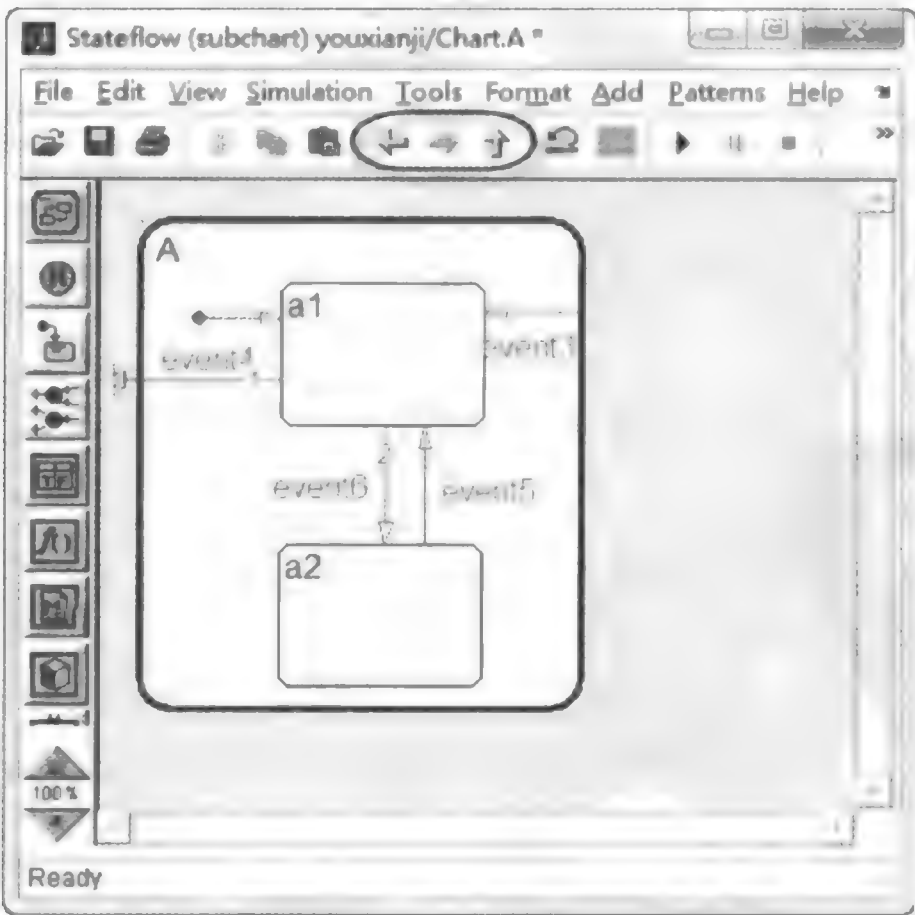 Stateflow (subchart) youxianji/Chart.A *
File Edit View Simulation Tools Format Add Patterns Help
A
a1
event4
event6
2
event5
a2
100 %
Ready